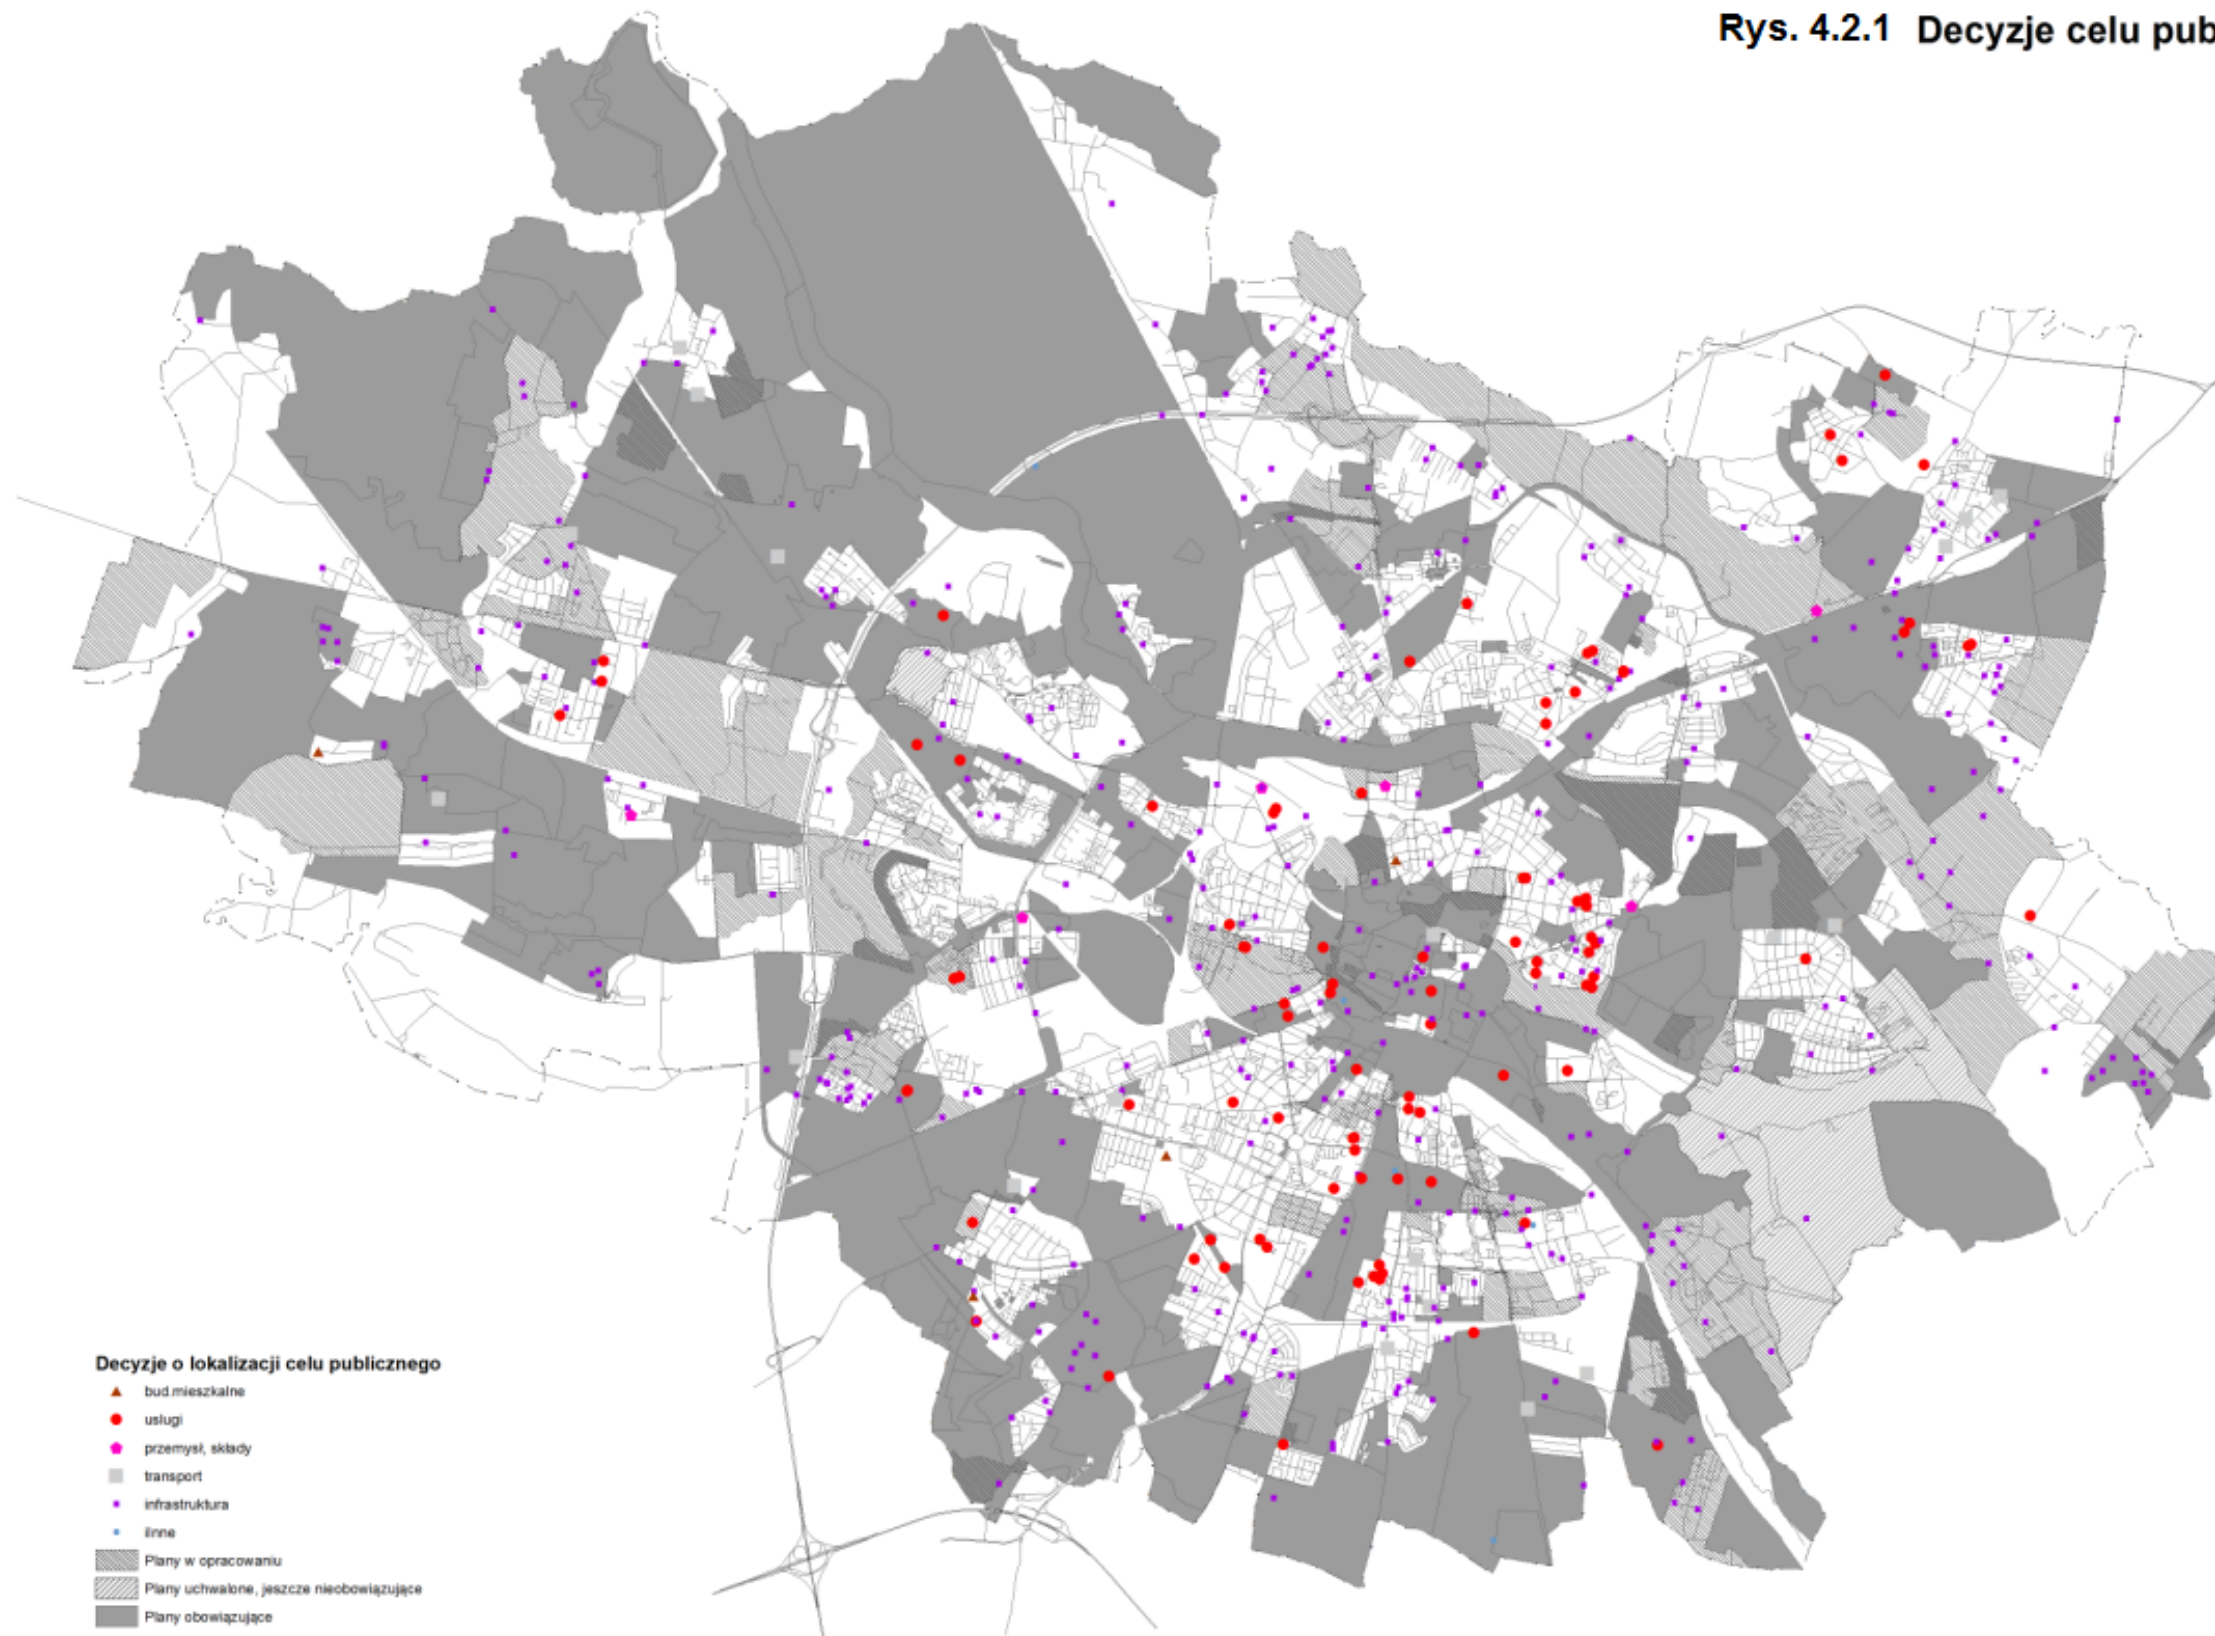 Rys. 4.2.1 Decyzje celu pub
Decyzje o lokalizacji celu publicznego
bud.mieszkalne
uslugi
przemysł, składy
transport
infrastruktura
iInne
Plany w opracowaniu
Plany uchwalone, jeszcze nieobowiązujące
Plany obowiązujące